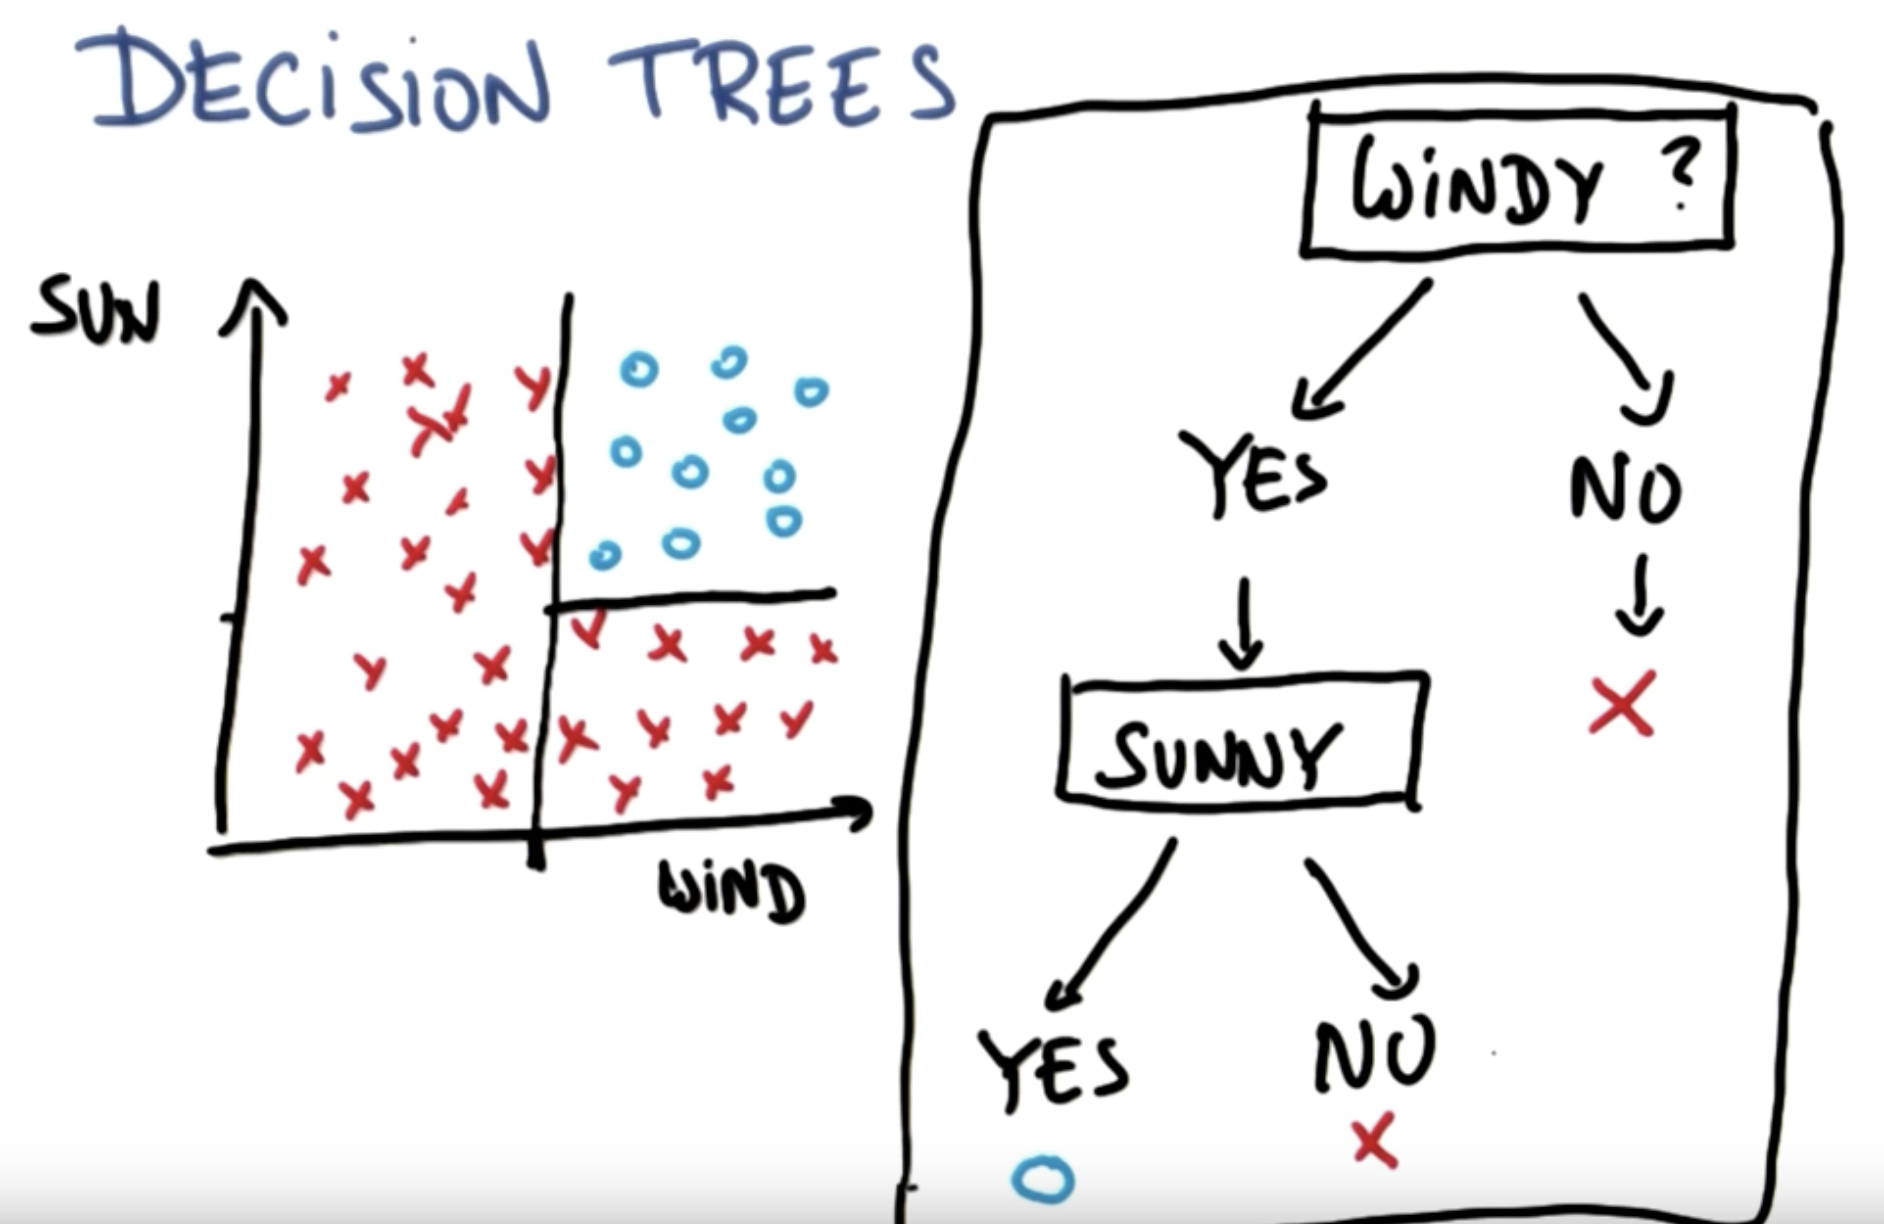 DECISION TREES
SUN
WIND
WINDY ?
YES
NO
SUNNY
YES
NO